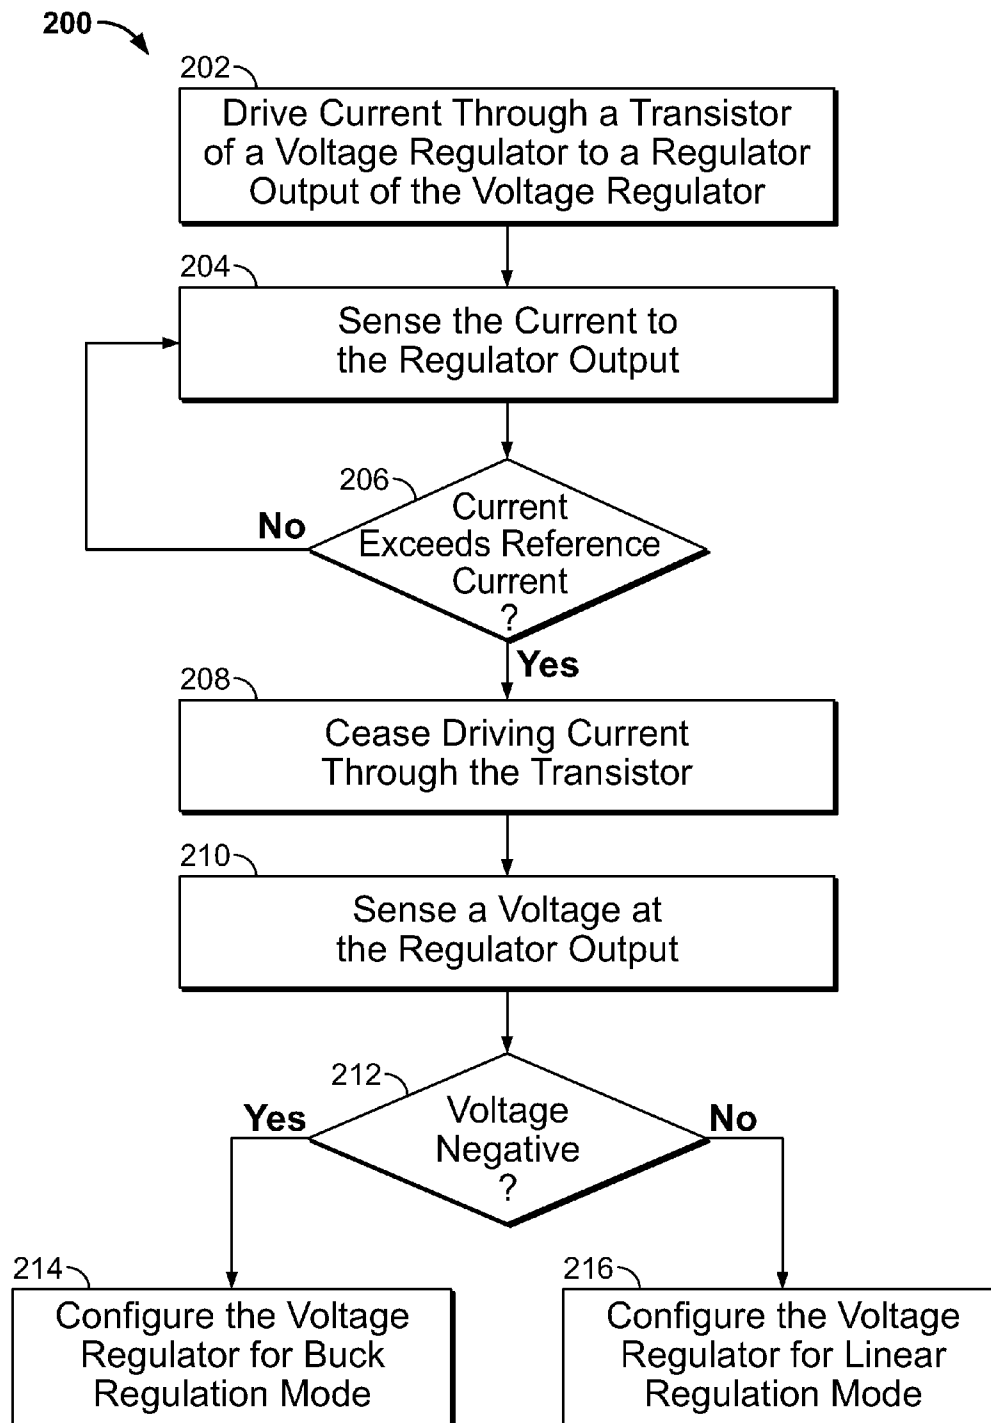 200
202
Drive Current Through a Transistor
of a Voltage Regulator to a Regulator
Output of the Voltage Regulator
204
Sense the Current to
the Regulator Output
206
Current
Exceeds Reference
Current
?
No
Yes
208
Cease Driving Current
Through the Transistor
210
Sense a Voltage at
the Regulator Output
212
Voltage
Negative
?
Yes
No
214
Configure the Voltage
Regulator for Buck
Regulation Mode
216
Configure the Voltage
Regulator for Linear
Regulation Mode